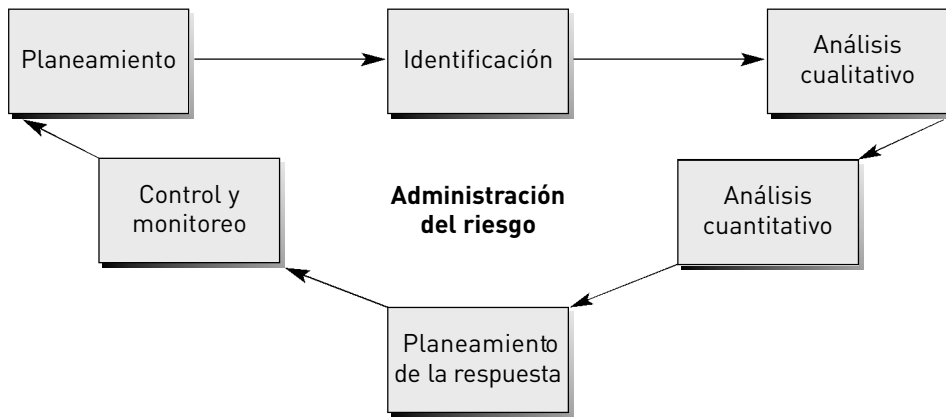 Planeamiento
Identificación
Análisis
cualitativo
Control y
monitoreo
Administración
del riesgo
Análisis
cuantitativo
Planeamiento
de la respuesta